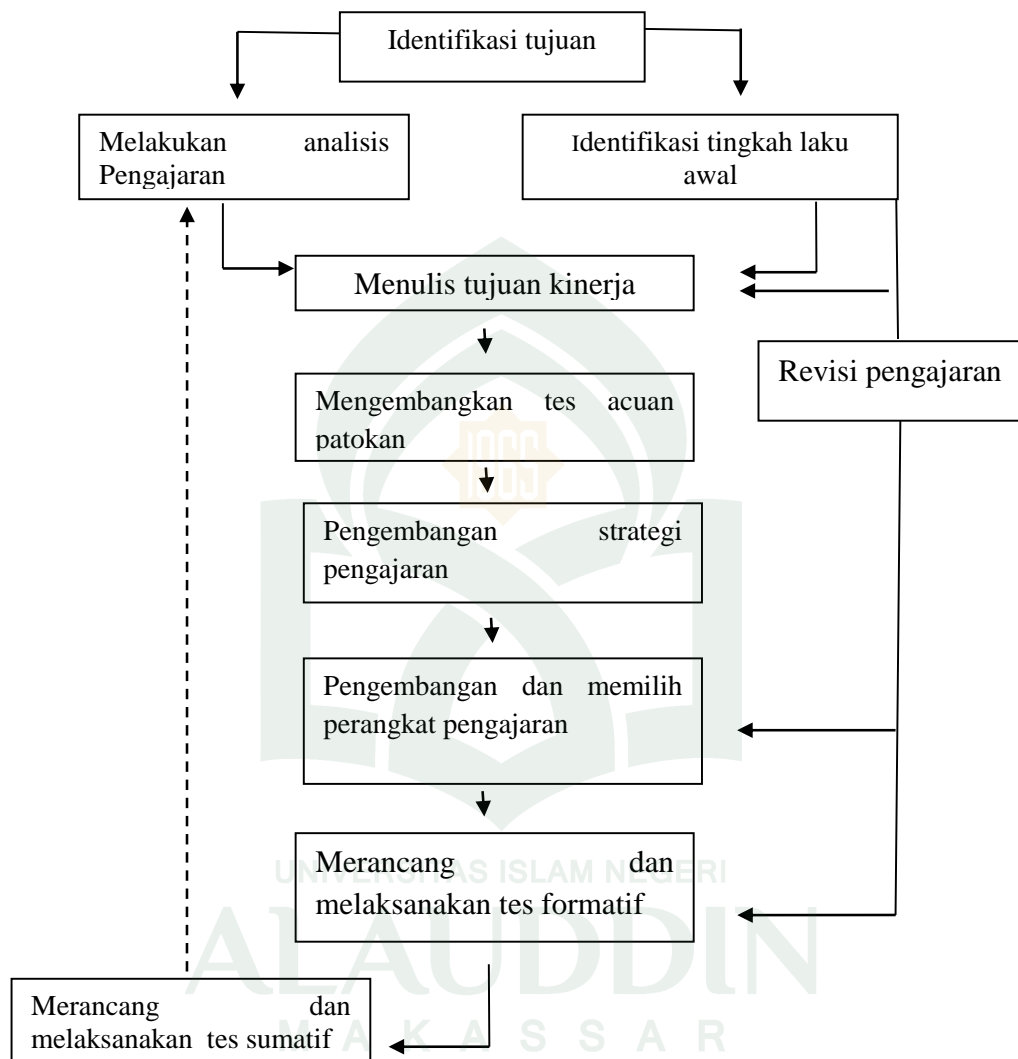 Identifikasi tujuan
Melakukan analisis
Pengajaran
Identifikasi tingkah laku
awal
Menulis tujuan kinerja
Revisi pengajaran
Mengembangkan tes acuan
patokan
Pengembangan strategi
pengajaran
Pengembangan dan memilih
perangkat pengajaran
Merancang dan
melaksanakan tes formatif
UNIVERSITAS ISLAM NEGERI
ALAUDDIN
MAKASSAR
Merancang dan
melaksanakan tes sumatif